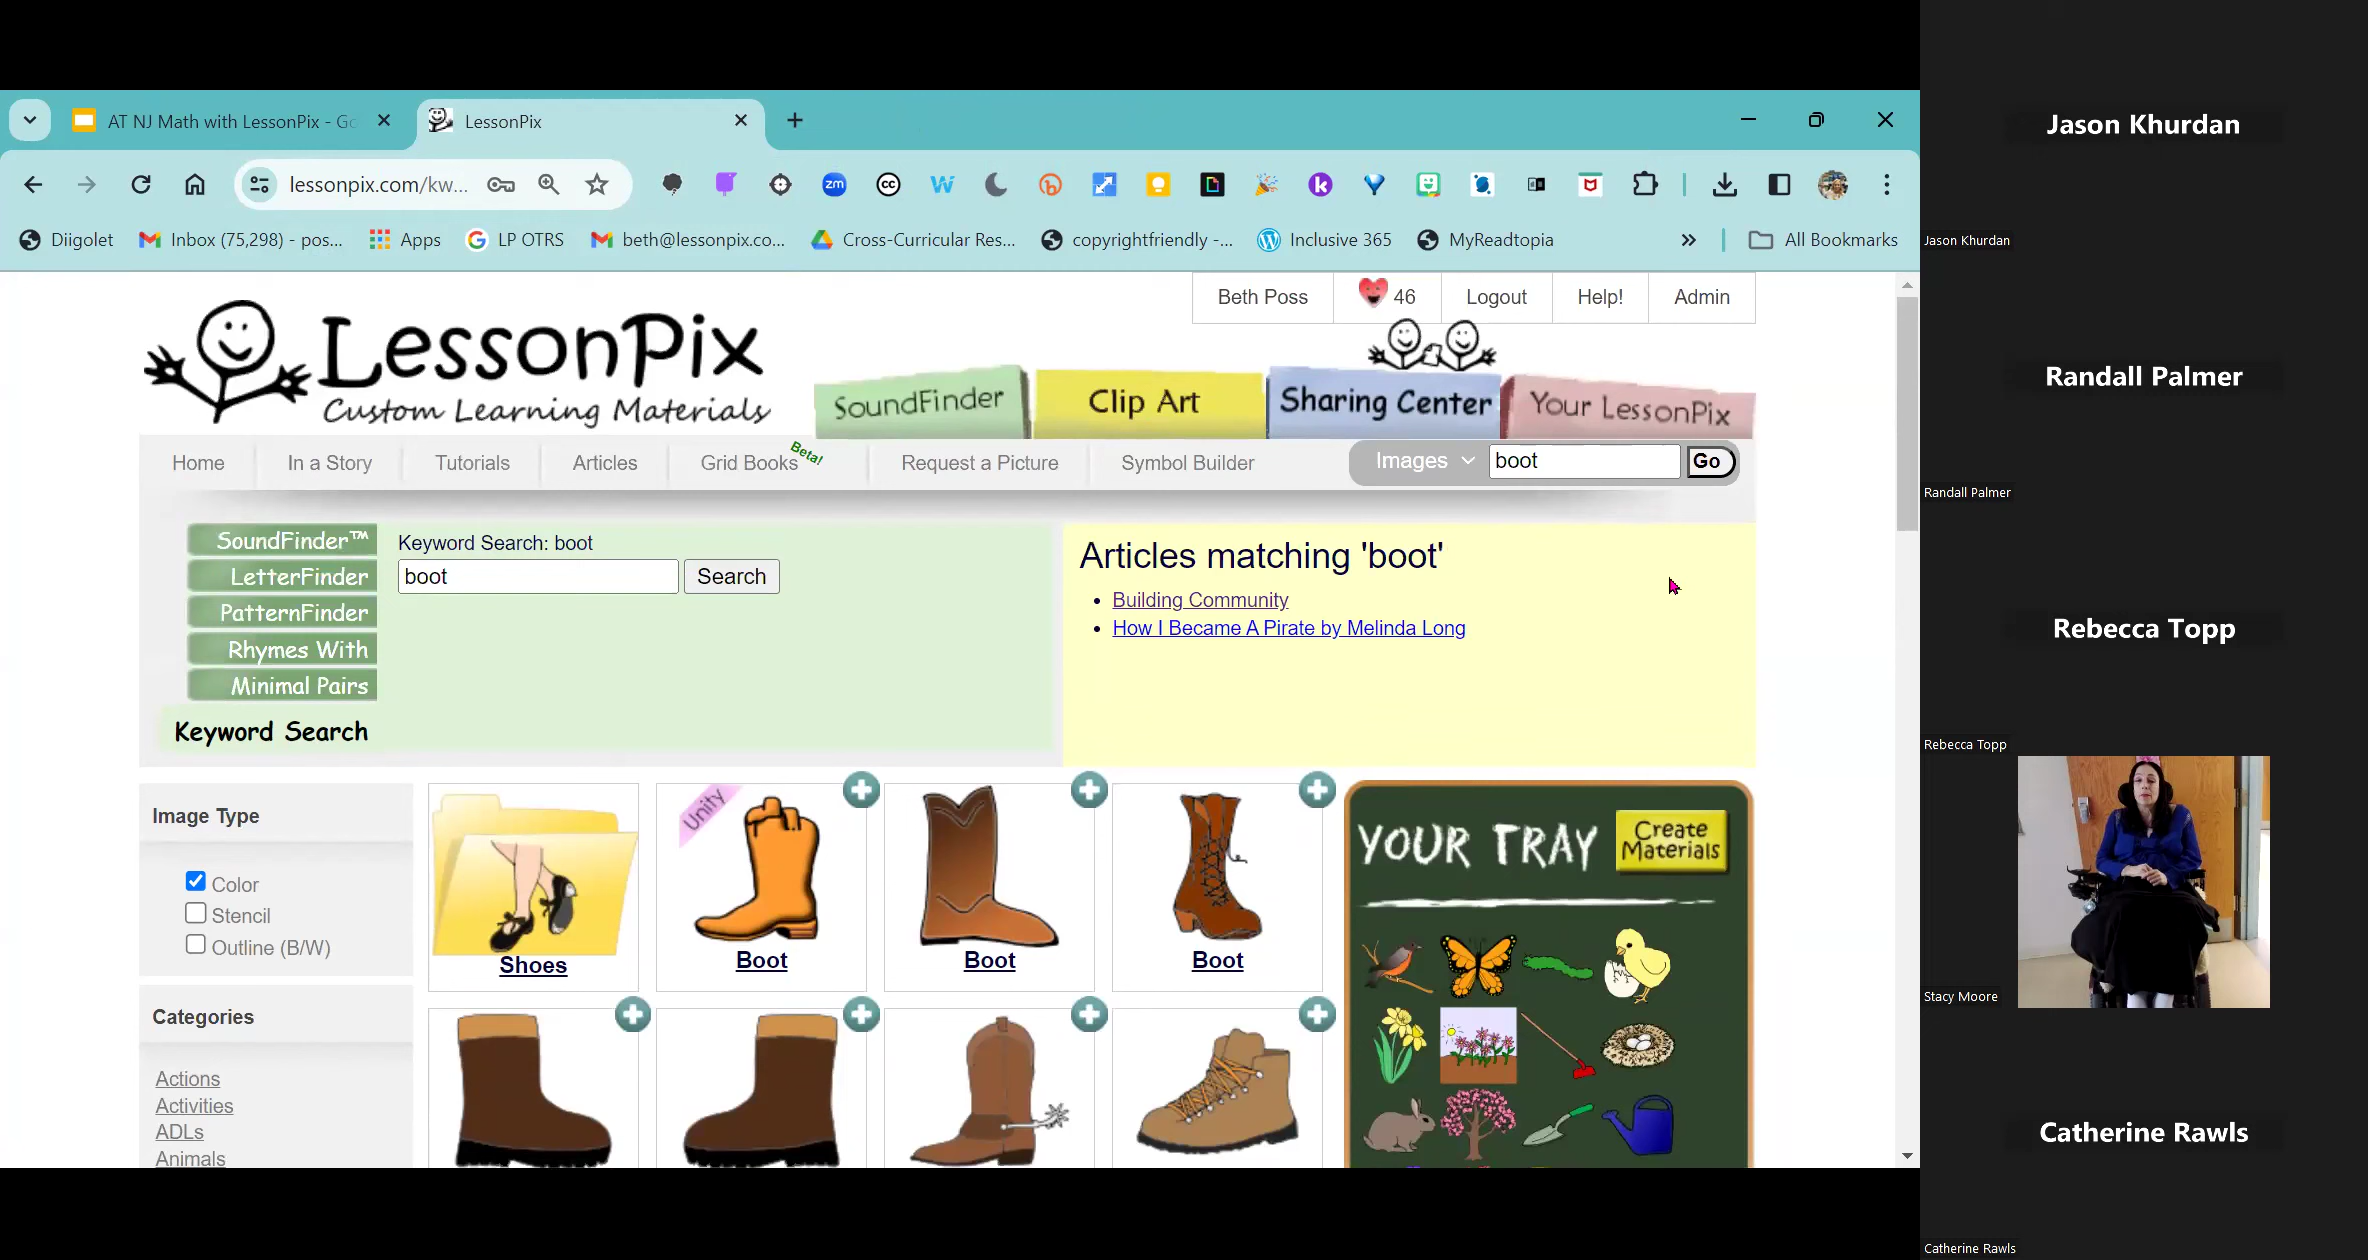 AT NJ Math with LessonPix - Go
LessonPix
lessonpix.com/kw...
Diigolet
Inbox (75,298) - pos...
Apps
LP OTRS
beth@lessonpix.co...
Cross-Curricular Res...
copyrightfriendly -...
Inclusive 365
MyReadtopia
All Bookmarks
Beth Poss
46
Logout
Help!
Admin
LessonPix
Custom Learning Materials
SoundFinder
Clip Art
Sharing Center
Your LessonPix
Home
In a Story
Tutorials
Articles
Grid Books
Beta!
Request a Picture
Symbol Builder
Images
boot
Go
SoundFinder™
LetterFinder
PatternFinder
Rhymes With
Minimal Pairs
Keyword Search
Keyword Search: boot
boot
Search
Articles matching 'boot'
• Building Community
• How I Became A Pirate by Melinda Long
Image Type
Color
Stencil
Outline (B/W)
Categories
Actions
Activities
ADLs
Animals
Shoes
Unity
Boot
Boot
Boot
YOUR TRAY
Create
Materials
Jason Khurdan
Jason Khurdan
Randall Palmer
Randall Palmer
Rebecca Topp
Rebecca Topp
Stacy Moore
Catherine Rawls
Catherine Rawls